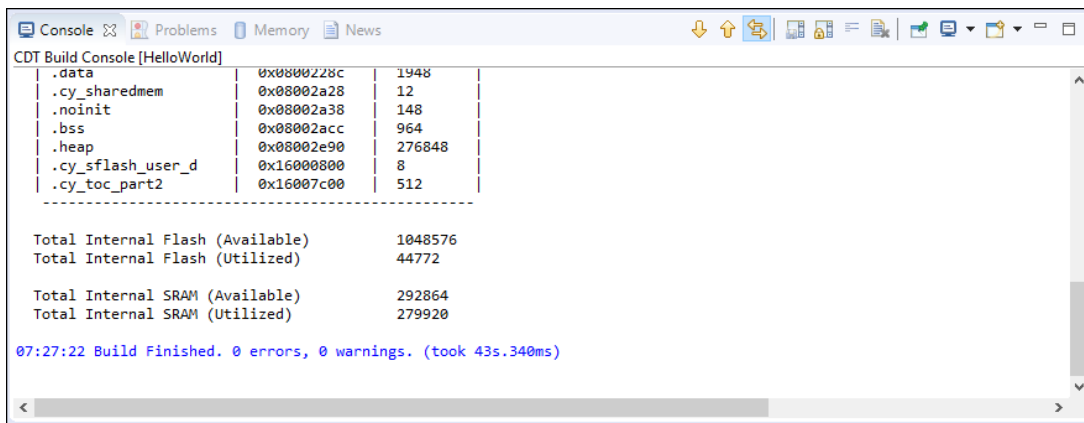 Console Problems Memory News
CDT Build Console [HelloWorld]
| .data | 0x0800228c | 1948 |
| .cy_sharedmem | 0x08002a28 | 12 |
| .noinit | 0x08002a38 | 148 |
| .bss | 0x08002acc | 964 |
| .heap | 0x08002e90 | 276848 |
| .cy_sflash_user_d | 0x16000800 | 8 |
| .cy_toc_part2 | 0x16007c00 | 512 |
--------------------------------------------------
Total Internal Flash (Available) 1048576
Total Internal Flash (Utilized) 44772
Total Internal SRAM (Available) 292864
Total Internal SRAM (Utilized) 279920
07:27:22 Build Finished. 0 errors, 0 warnings. (took 43s.340ms)